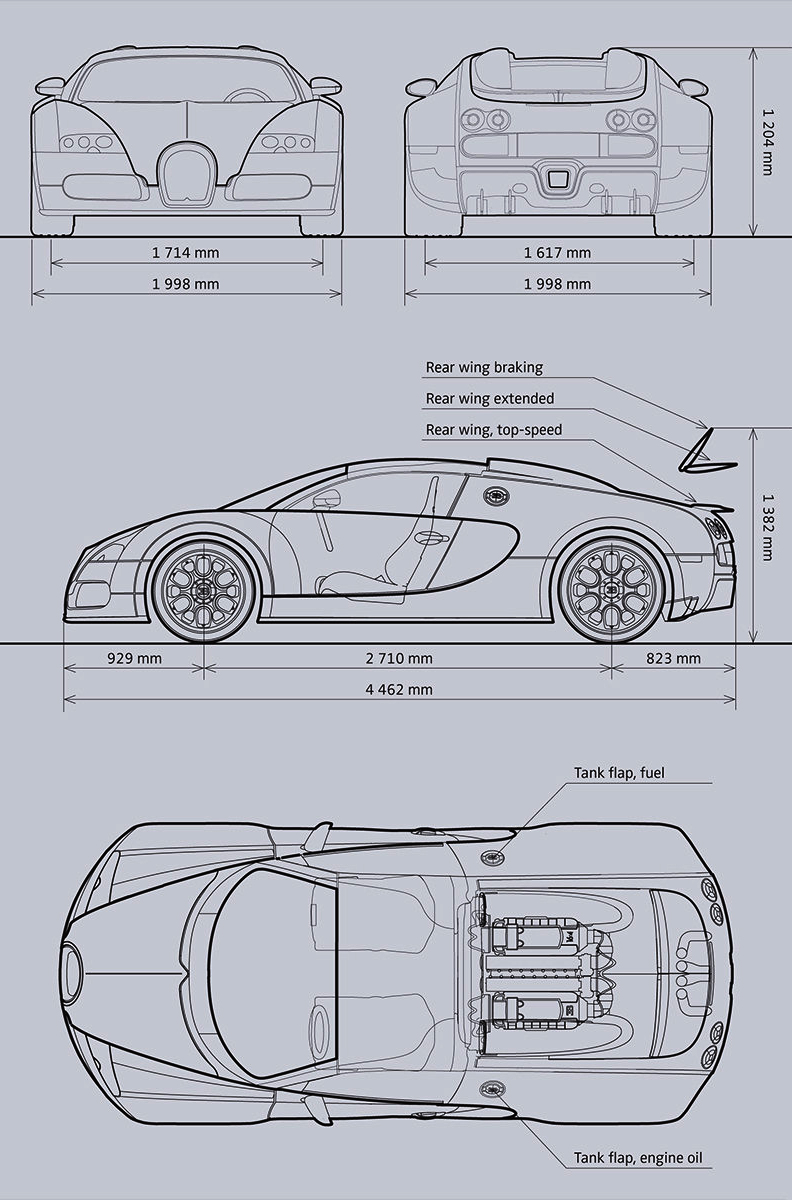 1 204 mm
1 714 mm
1 617 mm
1 998 mm
1 998 mm
Rear wing braking
Rear wing extended
Rear wing, top-speed
1 382 mm
929 mm
2 710 mm
823 mm
4 462 mm
Tank flap, fuel
16.4
Tank flap, engine oil